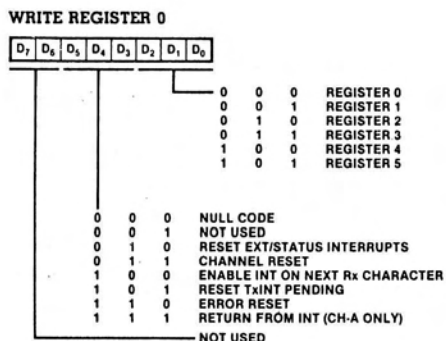 WRITE REGISTER 0
D7 D6 D5 D4 D3 D2 D1 D0
0 0 0 REGISTER 0
0 0 1 REGISTER 1
0 1 0 REGISTER 2
0 1 1 REGISTER 3
1 0 0 REGISTER 4
1 0 1 REGISTER 5
0 0 0 NULL CODE
0 0 1 NOT USED
0 1 0 RESET EXT/STATUS INTERRUPTS
0 1 1 CHANNEL RESET
1 0 0 ENABLE INT ON NEXT Rx CHARACTER
1 0 1 RESET TxINT PENDING
1 1 0 ERROR RESET
1 1 1 RETURN FROM INT (CH-A ONLY)
NOT USED